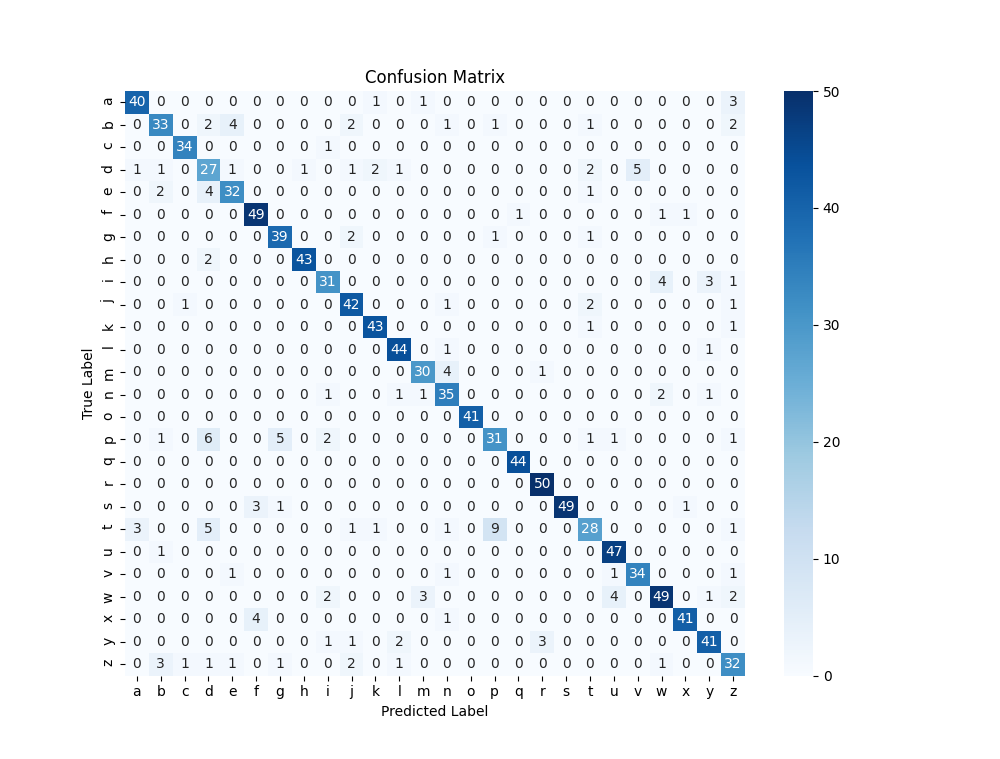 Confusion Matrix
a 40 0 0 0 0 0 0 0 0 0 1 0 1 0 0 0 0 0 0 0 0 0 0 0 0 3
b 0 33 0 2 4 0 0 0 0 2 0 0 0 1 0 1 0 0 0 1 0 0 0 0 0 2
c 0 0 34 0 0 0 0 0 1 0 0 0 0 0 0 0 0 0 0 0 0 0 0 0 0 0
d 1 1 0 27 1 0 0 1 0 1 2 1 0 0 0 0 0 0 0 2 0 5 0 0 0 0
e 0 2 0 4 32 0 0 0 0 0 0 0 0 0 0 0 0 0 0 1 0 0 0 0 0 0
f 0 0 0 0 0 49 0 0 0 0 0 0 0 0 0 0 1 0 0 0 0 0 1 1 0 0
g 0 0 0 0 0 0 39 0 0 2 0 0 0 0 0 1 0 0 0 1 0 0 0 0 0 0
h 0 0 0 2 0 0 0 43 0 0 0 0 0 0 0 0 0 0 0 0 0 0 0 0 0 0
i 0 0 0 0 0 0 0 0 31 0 0 0 0 0 0 0 0 0 0 0 0 0 4 0 3 1
j 0 0 1 0 0 0 0 0 0 42 0 0 0 1 0 0 0 0 0 2 0 0 0 0 0 1
k 0 0 0 0 0 0 0 0 0 0 43 0 0 0 0 0 0 0 0 1 0 0 0 0 0 1
l 0 0 0 0 0 0 0 0 0 0 0 44 0 1 0 0 0 0 0 0 0 0 0 0 1 0
m 0 0 0 0 0 0 0 0 0 0 0 0 30 4 0 0 0 1 0 0 0 0 0 0 0 0
n 0 0 0 0 0 0 0 0 1 0 0 1 1 35 0 0 0 0 0 0 0 0 2 0 1 0
o 0 0 0 0 0 0 0 0 0 0 0 0 0 0 41 0 0 0 0 0 0 0 0 0 0 0
p 0 1 0 6 0 0 5 0 2 0 0 0 0 0 0 31 0 0 0 1 1 0 0 0 0 1
q 0 0 0 0 0 0 0 0 0 0 0 0 0 0 0 0 44 0 0 0 0 0 0 0 0 0
r 0 0 0 0 0 0 0 0 0 0 0 0 0 0 0 0 0 50 0 0 0 0 0 0 0 0
s 0 0 0 0 0 3 1 0 0 0 0 0 0 0 0 0 0 0 49 0 0 0 0 1 0 0
t 3 0 0 5 0 0 0 0 0 1 1 0 0 1 0 9 0 0 0 28 0 0 0 0 0 1
u 0 1 0 0 0 0 0 0 0 0 0 0 0 0 0 0 0 0 0 0 47 0 0 0 0 0
v 0 0 0 0 1 0 0 0 0 0 0 0 0 1 0 0 0 0 0 0 1 34 0 0 0 1
w 0 0 0 0 0 0 0 0 2 0 0 0 3 0 0 0 0 0 0 0 4 0 49 0 1 2
x 0 0 0 0 0 4 0 0 0 0 0 0 0 1 0 0 0 0 0 0 0 0 0 41 0 0
y 0 0 0 0 0 0 0 0 1 1 0 2 0 0 0 0 0 3 0 0 0 0 0 0 41 0
z 0 3 1 1 1 0 1 0 0 2 0 1 0 0 0 0 0 0 0 0 0 0 1 0 0 32
a b c d e f g h i j k l m n o p q r s t u v w x y z
Predicted Label
True Label
50
40
30
20
10
0